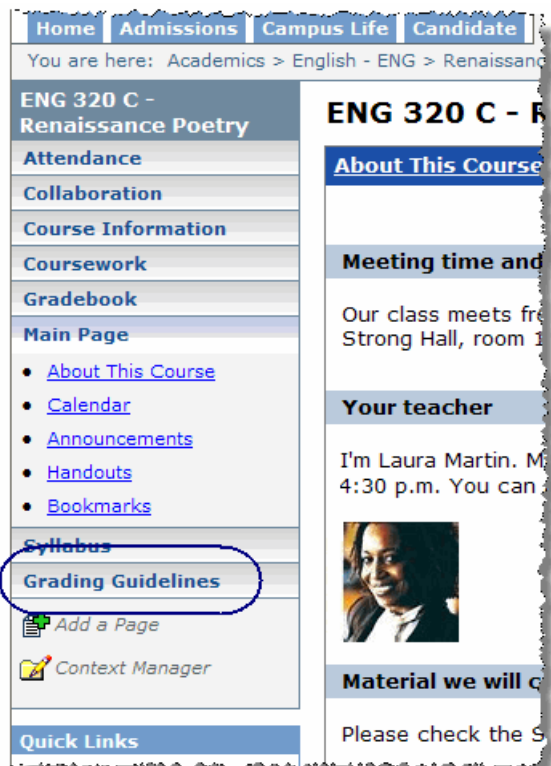 Home Admissions Campus Life Candidate
You are here: Academics > English - ENG >
ENG 320 C -
Renaissance Poetry
Attendance
Collaboration
Course Information
Coursework
Gradebook
Main Page
About This Course
Calendar
Announcements
Handouts
Bookmarks
Syllabus
Grading Guidelines
Add a Page
Context Manager
Quick Links
ENG 320 C -
About This Course
Meeting time and
Our class meets
Strong Hall, room 1
Your teacher
I'm Laura Martin. M
4:30 p.m. You can
Material we will
Please check the S